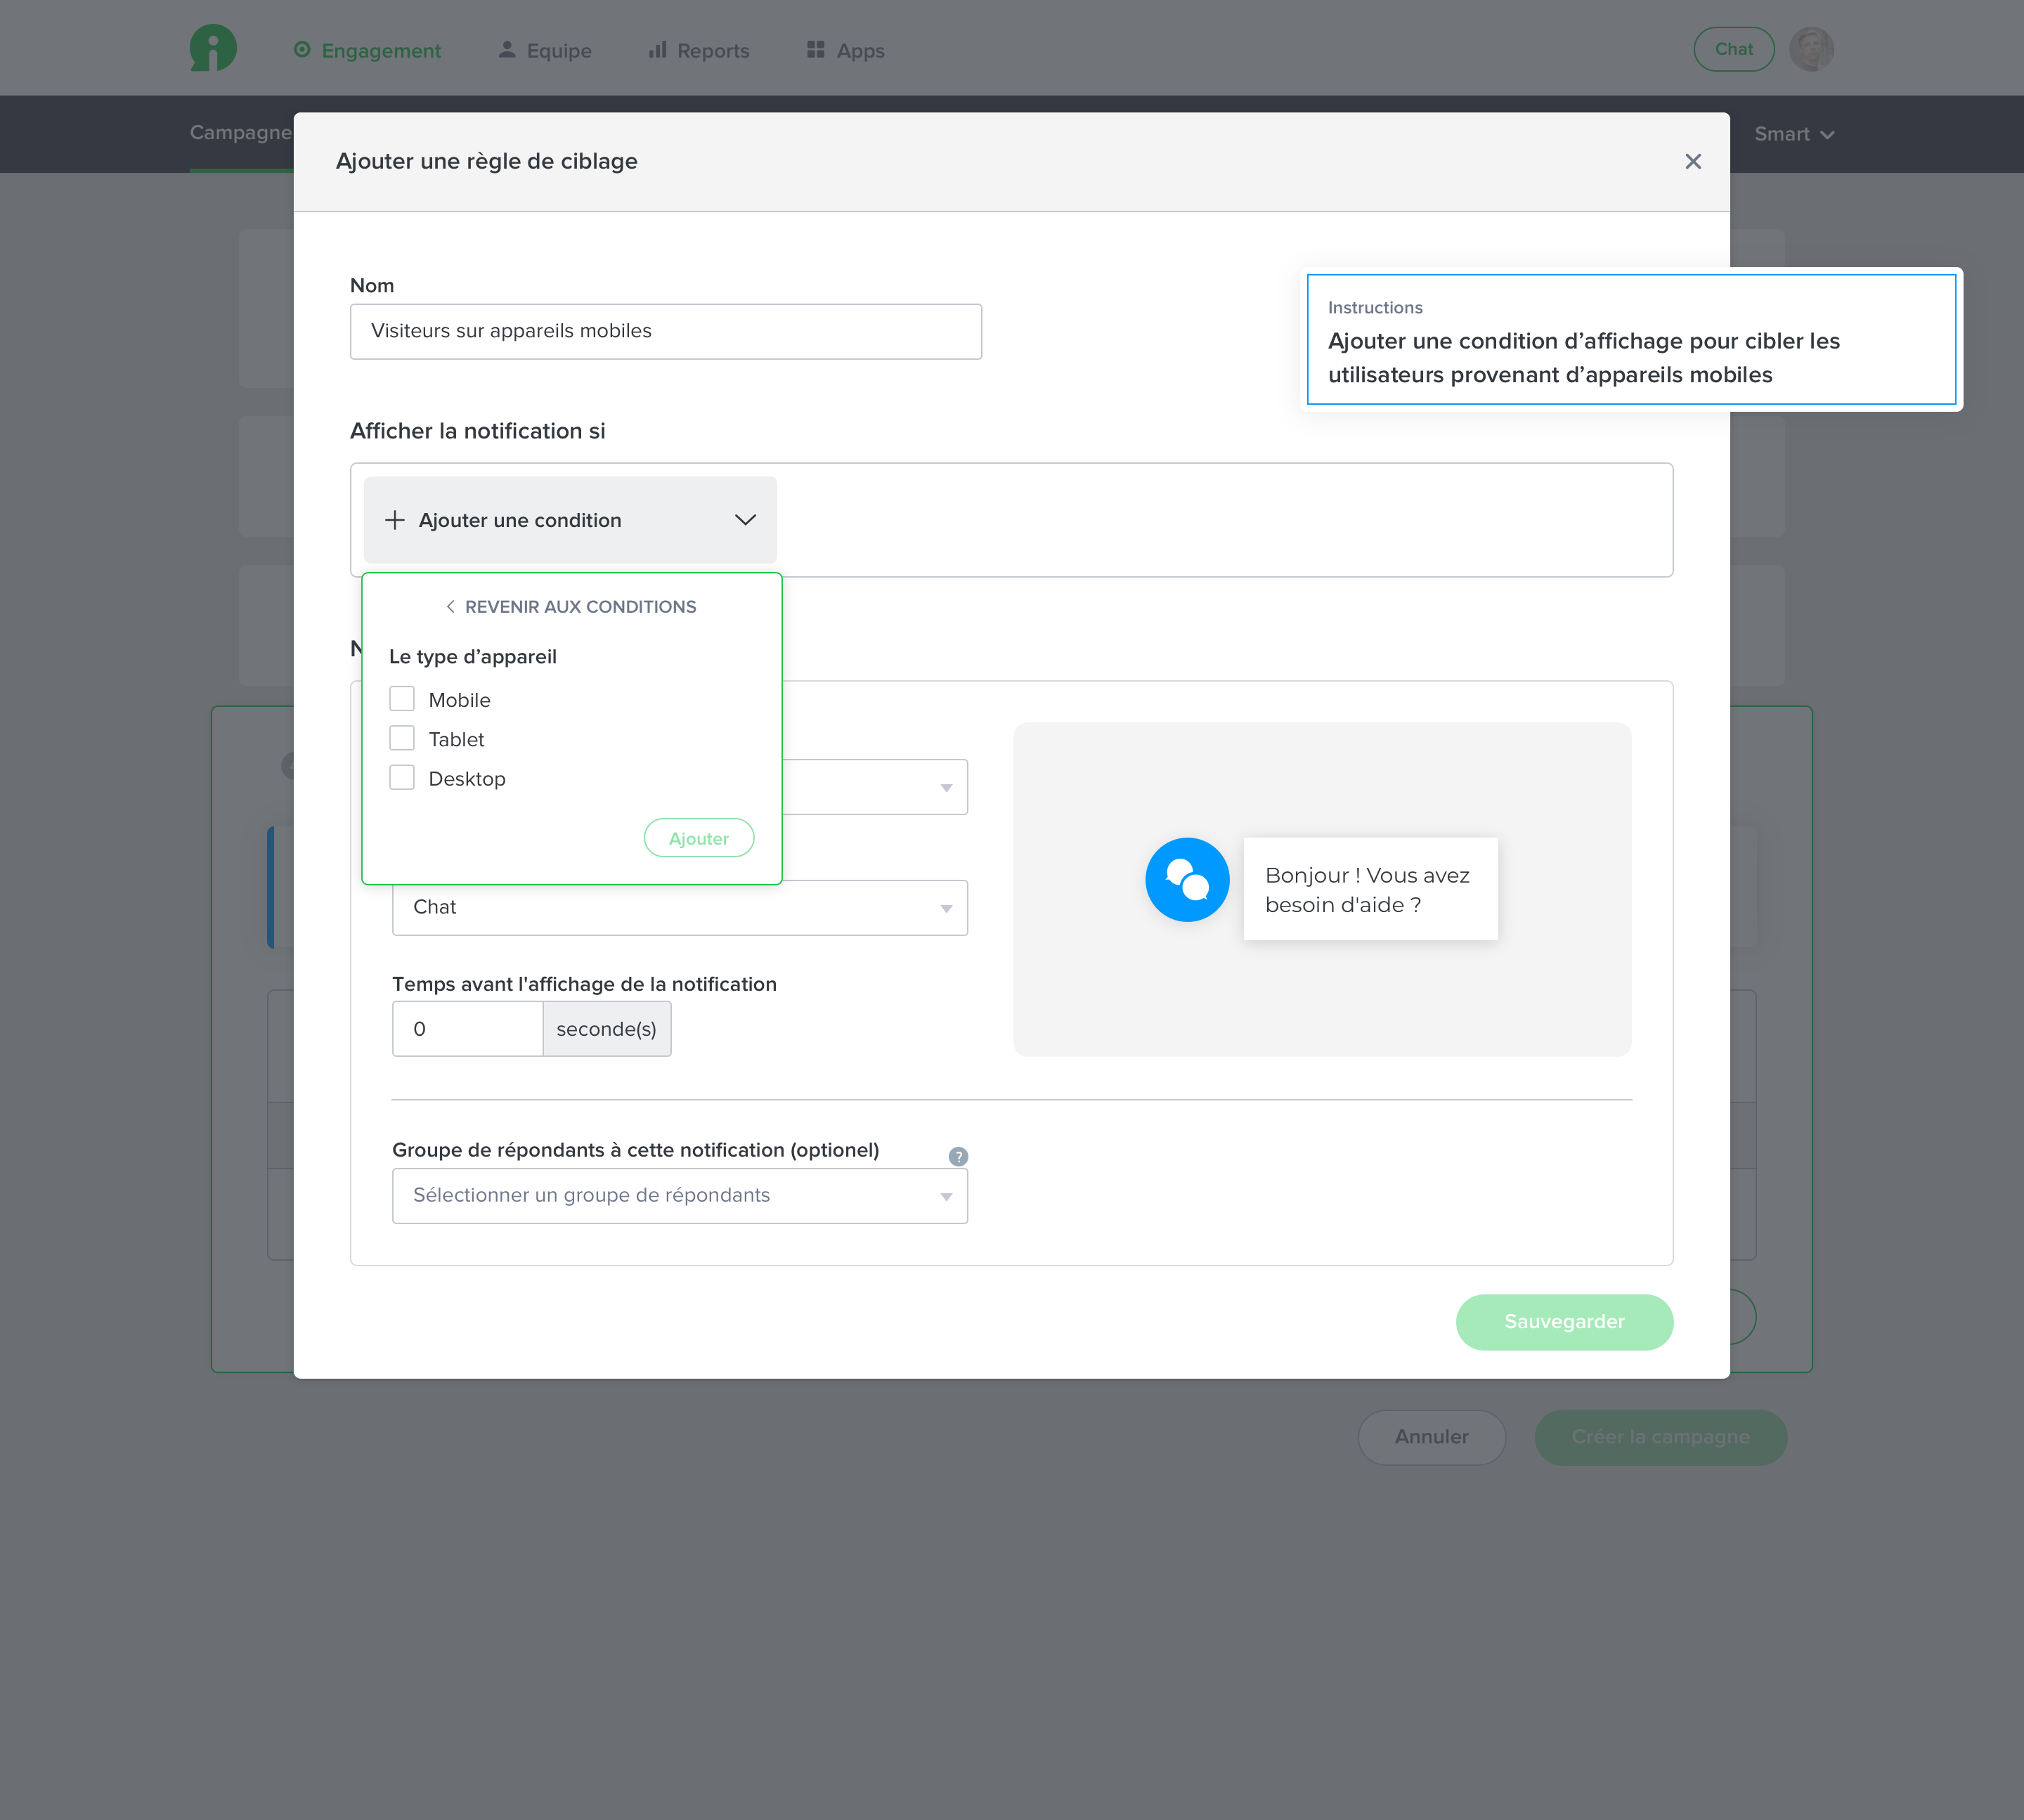 Engagement
Equipe
Reports
Apps
Chat
Campagne
Smart
Ajouter une règle de ciblage
Nom
Visiteurs sur appareils mobiles
Instructions
Ajouter une condition d’affichage pour cibler les
utilisateurs provenant d’appareils mobiles
Afficher la notification si
Ajouter une condition
REVENIR AUX CONDITIONS
Le type d’appareil
Mobile
Tablet
Desktop
Ajouter
Chat
Bonjour ! Vous avez
besoin d'aide ?
Temps avant l'affichage de la notification
0
seconde(s)
Groupe de répondants à cette notification (optionel)
?
Sélectionner un groupe de répondants
Sauvegarder
Annuler
Créer la campagne